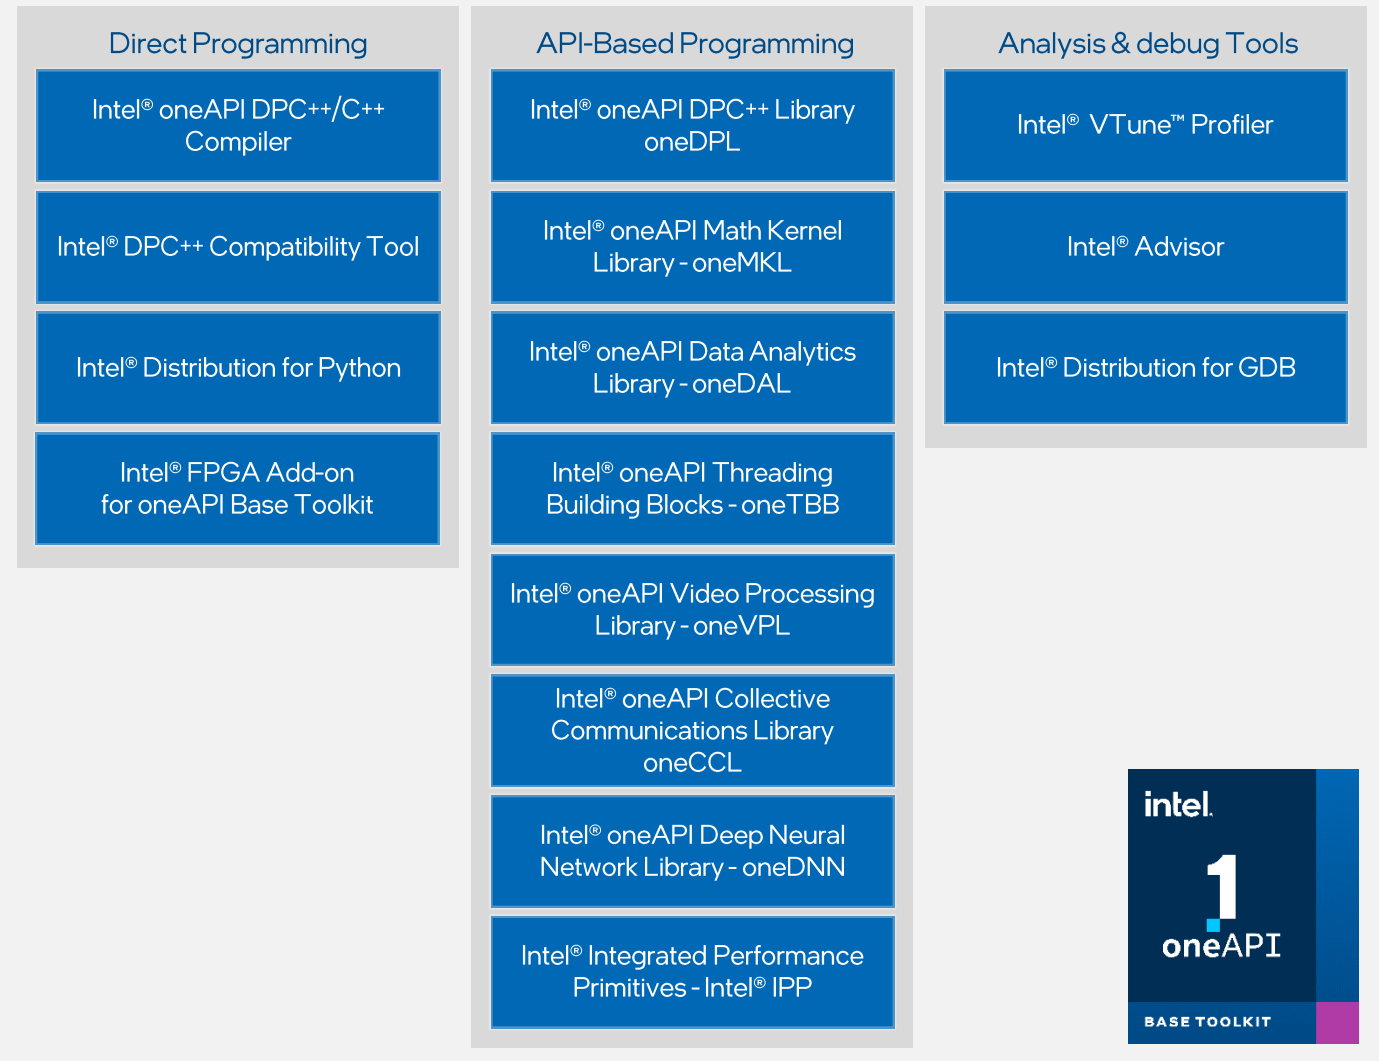 Direct Programming
Intel® oneAPI DPC++/C++
Compiler
Intel® DPC++ Compatibility Tool
Intel® Distribution for Python
Intel® FPGA Add-on
for oneAPI Base Toolkit
API-Based Programming
Intel® oneAPI DPC++ Library
oneDPL
Intel® oneAPI Math Kernel
Library - oneMKL
Intel® oneAPI Data Analytics
Library - oneDAL
Intel® oneAPI Threading
Building Blocks - oneTBB
Intel® oneAPI Video Processing
Library - oneVPL
Intel® oneAPI Collective
Communications Library
oneCCL
Intel® oneAPI Deep Neural
Network Library - oneDNN
Intel® Integrated Performance
Primitives - Intel® IPP
Analysis & debug Tools
Intel® VTune™ Profiler
Intel® Advisor
Intel® Distribution for GDB
intel.
1
oneAPI
BASE TOOLKIT